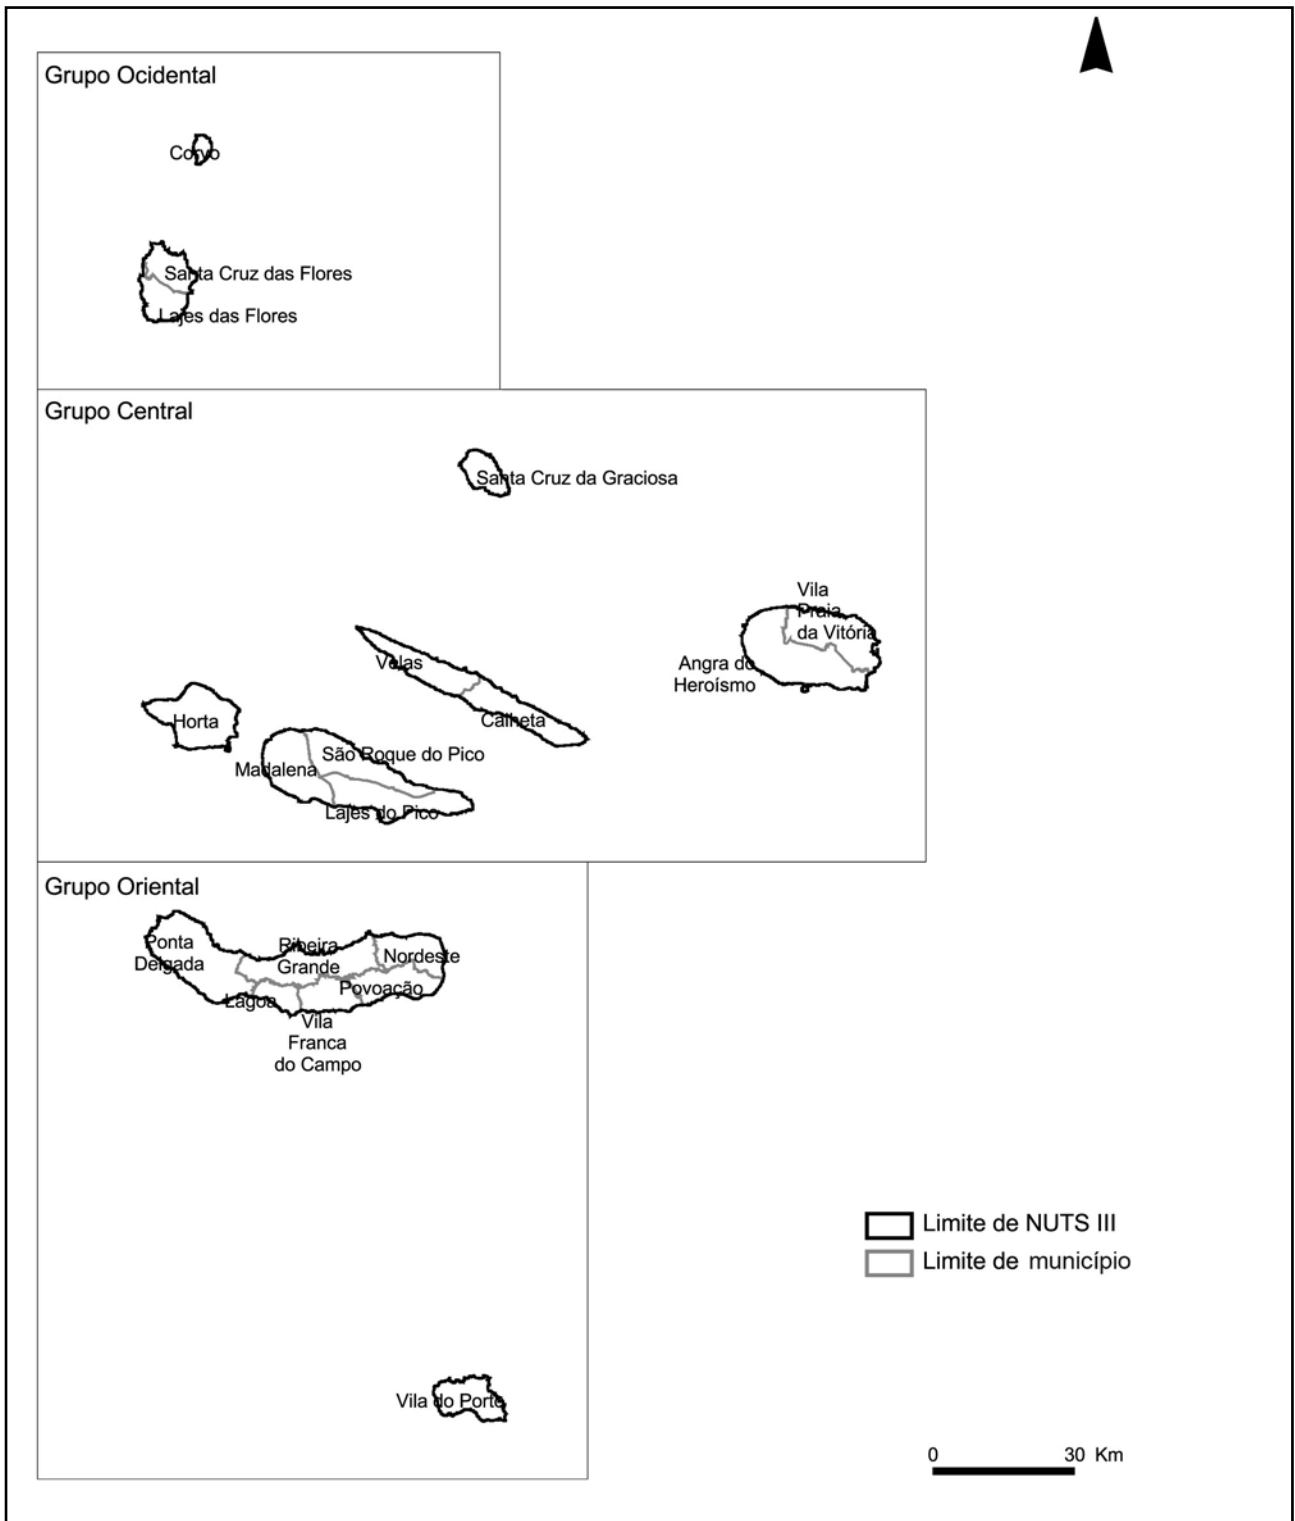 Grupo Ocidental
Corvo
Santa Cruz das Flores
Lajes das Flores
Grupo Central
Santa Cruz da Graciosa
Vila
Praia
da Vitória
Angra do
Heroísmo
Velas
Calheta
Horta
São Roque do Pico
Madalena
Lajes do Pico
Grupo Oriental
Ponta
Delgada
Ribeira
Grande
Nordeste
Povoação
Lagoa
Vila
Franca
do Campo
Limite de NUTS III
Limite de município
Vila do Porto
0 30 Km